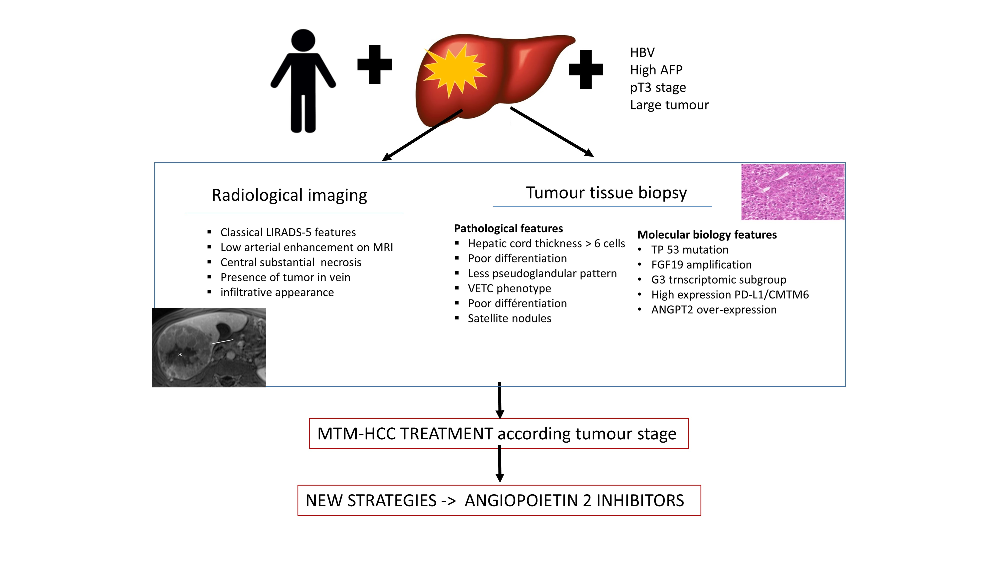 HBV
High AFP
pT3 stage
Large tumour
Radiological imaging
▪ Classical LIRADS-5 features
▪ Low arterial enhancement on MRI
▪ Central substantial  necrosis
▪ Presence of tumor in vein
▪ infiltrative appearance
*
Tumour tissue biopsy
Pathological features
▪ Hepatic cord thickness > 6 cells
▪ Poor differentiation
▪ Less pseudoglandular pattern
▪ VETC phenotype
▪ Poor différentiation
▪ Satellite nodules
Molecular biology features
• TP 53 mutation
• FGF19 amplification
• G3 trnscriptomic subgroup
• High expression PD-L1/CMTM6
• ANGPT2 over-expression
MTM-HCC TREATMENT according tumour stage
NEW STRATEGIES ->  ANGIOPOIETIN 2 INHIBITORS